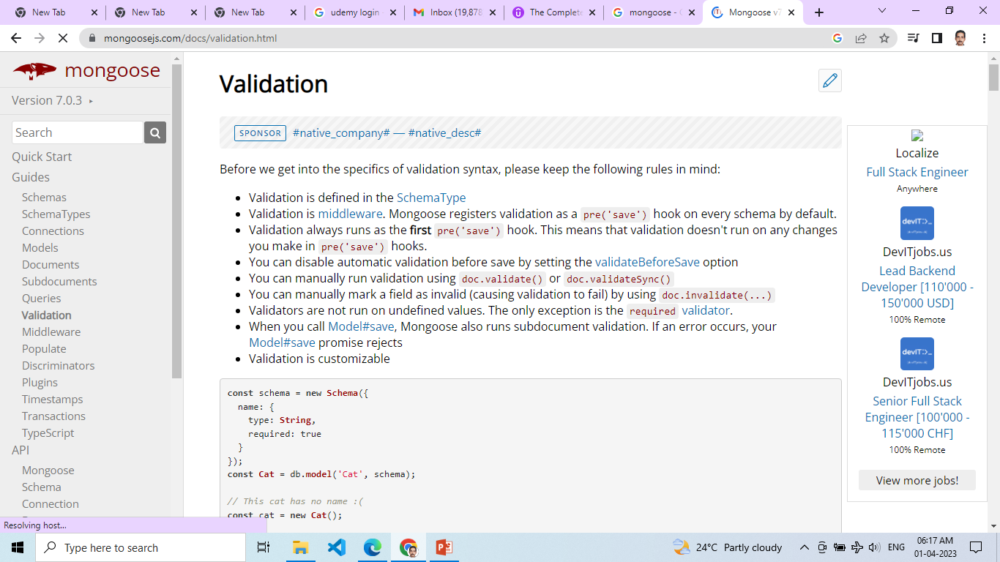 New Tab
New Tab
New Tab
udemy login -
Inbox (19,878
The Complete
mongoose -
Mongoose v7
mongoosejs.com/docs/validation.html
mongoose
Version 7.0.3
Search
Quick Start
Guides
Schemas
SchemaTypes
Connections
Models
Documents
Subdocuments
Queries
Validation
Middleware
Populate
Discriminators
Plugins
Timestamps
Transactions
TypeScript
API
Mongoose
Schema
Connection
Validation
SPONSOR #native_company# — #native_desc#
Before we get into the specifics of validation syntax, please keep the following rules in mind:
• Validation is defined in the SchemaType
• Validation is middleware. Mongoose registers validation as a pre('save') hook on every schema by default.
• Validation always runs as the first pre('save') hook. This means that validation doesn't run on any changes
you make in pre('save') hooks.
• You can disable automatic validation before save by setting the validateBeforeSave option
• You can manually run validation using doc.validate() or doc.validateSync()
• You can manually mark a field as invalid (causing validation to fail) by using doc.invalidate(...)
• Validators are not run on undefined values. The only exception is the required validator.
• When you call Model#save, Mongoose also runs subdocument validation. If an error occurs, your
Model#save promise rejects
• Validation is customizable
const schema = new Schema({
name: {
type: String,
required: true
}
});
const Cat = db.model('Cat', schema);
// This cat has no name :(
const cat = new Cat();
Localize
Full Stack Engineer
Anywhere
devIT>_
DevITjobs.us
Lead Backend
Developer [110'000 -
150'000 USD]
100% Remote
devIT>_
DevITjobs.us
Senior Full Stack
Engineer [100'000 -
115'000 CHF]
100% Remote
View more jobs!
Resolving host...
Type here to search
24°C Partly cloudy
ENG
06:17 AM
01-04-2023